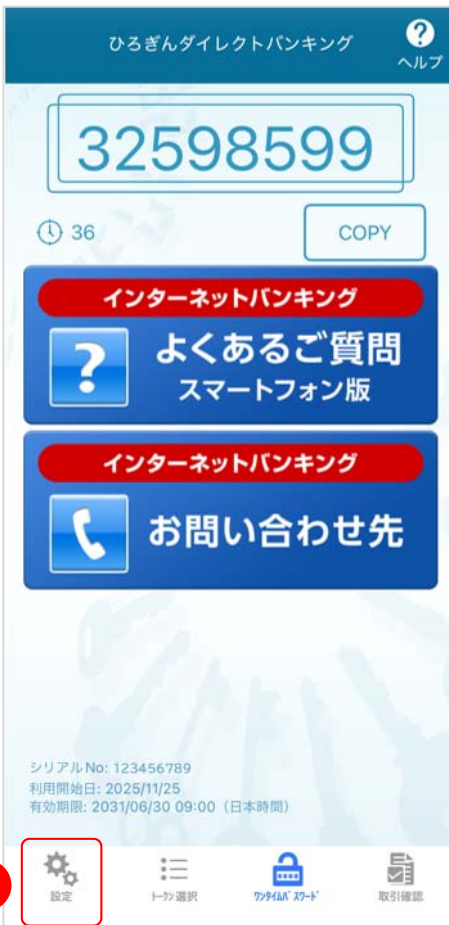 ひろぎんダイレクトバンキング
?
ヘルプ
32598599
36
COPY
インターネットバンキング
?
よくあるご質問
スマートフォン版
インターネットバンキング
お問い合わせ先
シリアルNo: 123456789
利用開始日: 2025/11/25
有効期限: 2031/06/30 09:00（日本時間）
設定
ﾄｰｸﾝ選択
ﾜﾝﾀｲﾑﾊﾟｽﾜｰﾄﾞ
取引確認